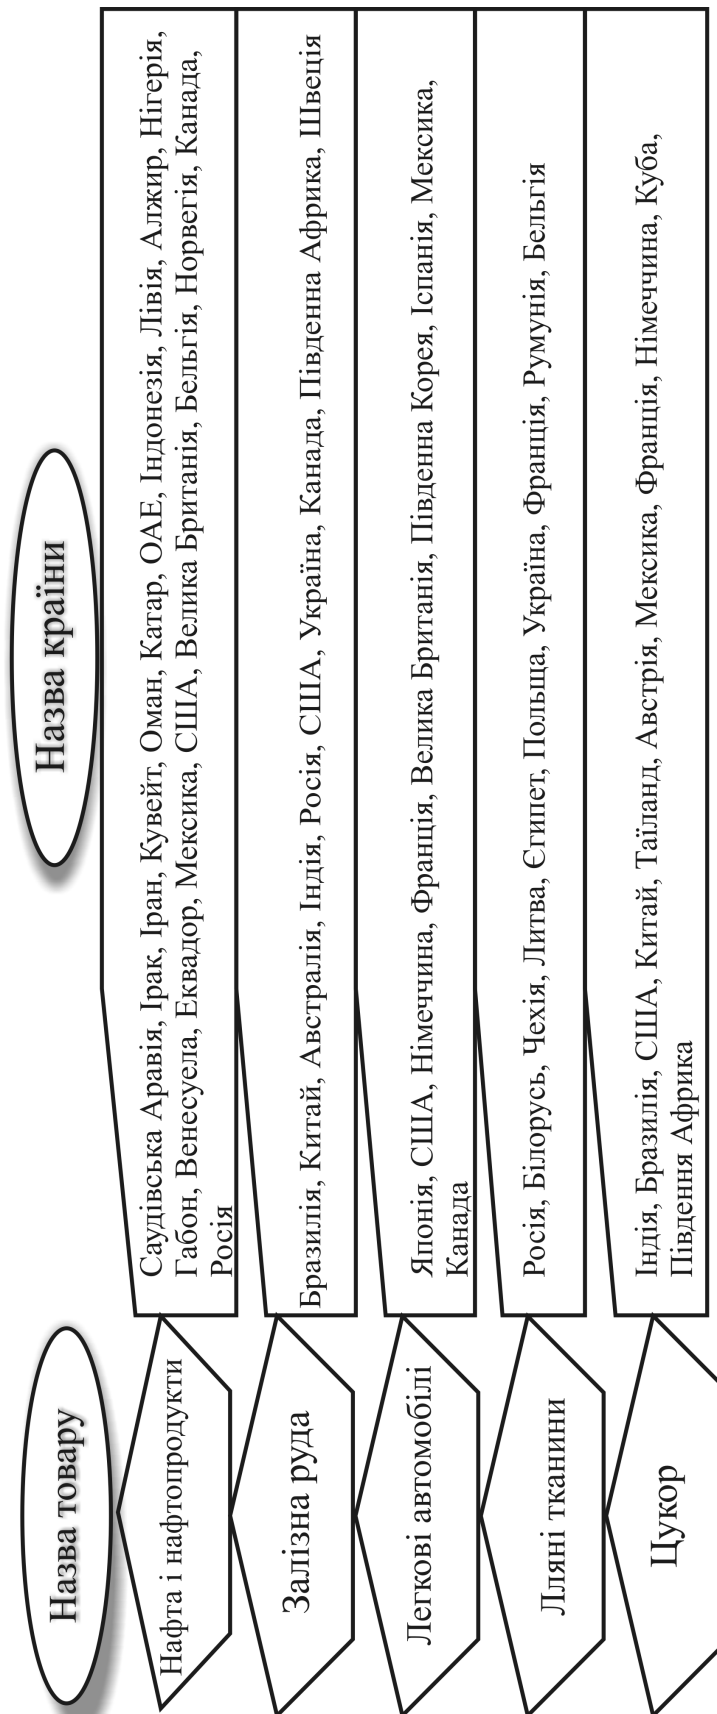 Назва товару
Назва країни
Нафта і нафтопродукти
Саудівська Аравія, Ірак, Іран, Кувейт, Оман, Катар, ОАЕ, Індонезія, Лівія, Алжир, Нігерія,
Габон, Венесуела, Еквадор, Мексика, США, Велика Британія, Бельгія, Норвегія, Канада,
Росія
Залізна руда
Бразилія, Китай, Австралія, Індія, Росія, США, Україна, Канада, Південна Африка, Швеція
Легкові автомобілі
Японія, США, Німеччина, Франція, Велика Британія, Південна Корея, Іспанія, Мексика,
Канада
Лляні тканини
Росія, Білорусь, Чехія, Литва, Єгипет, Польща, Україна, Франція, Румунія, Бельгія
Цукор
Індія, Бразилія, США, Китай, Таїланд, Австрія, Мексика, Франція, Німеччина, Куба,
Південня Африка